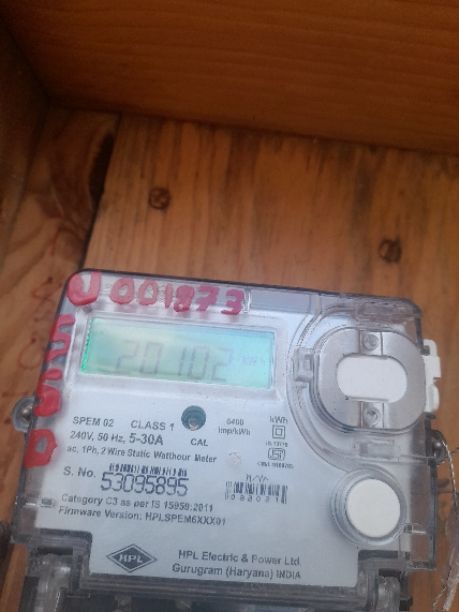 U 001873
20102
SPEM 02 CLASS 1
240V, 50 Hz, 5-30A
CAL
6400
imp/kWh
kWh
ac, 1Ph, 2 Wire Static Watthour Meter
S. No. 53095895
Category C3 as per IS 15959:2011
Firmware Version: HPLSPEM6XXX01
HPL
HPL Electric & Power Ltd.
Gurugram (Haryana) INDIA